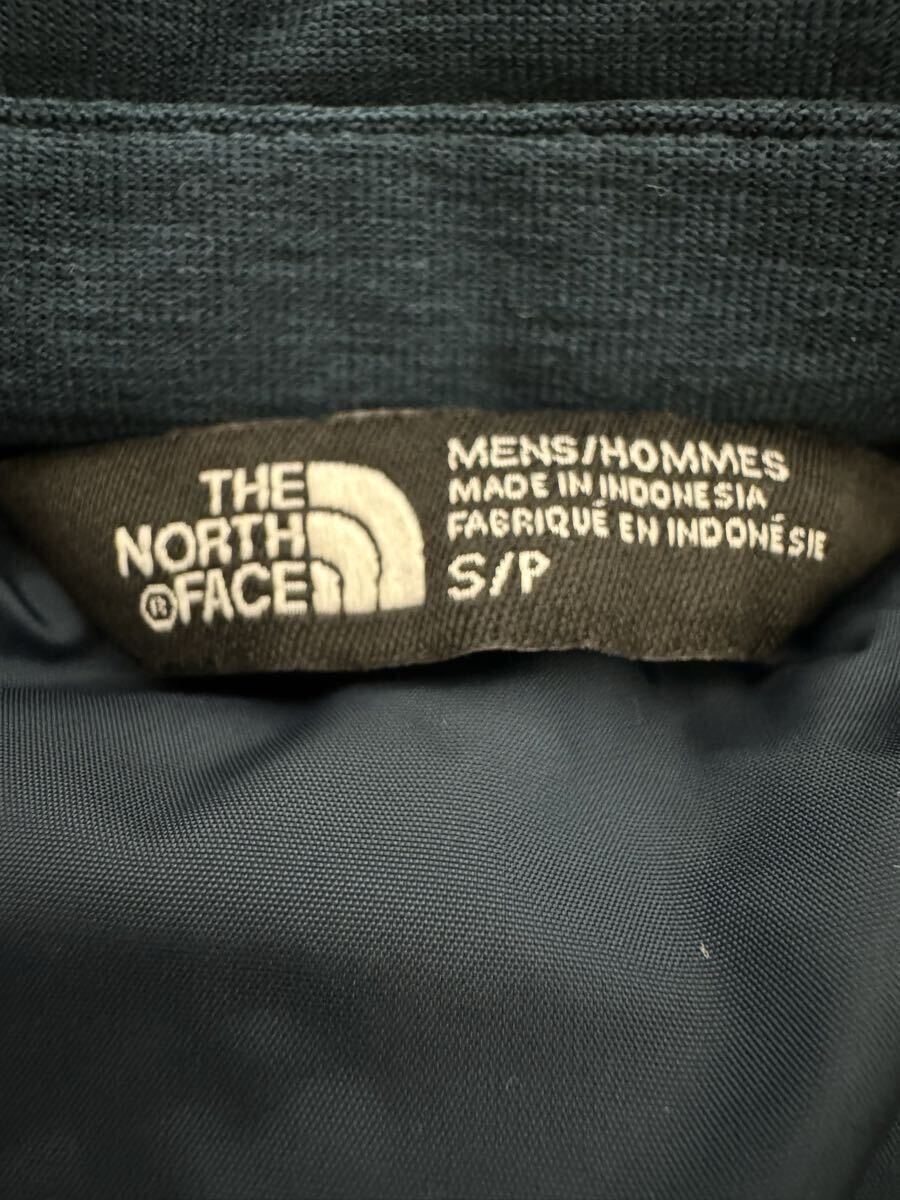 THE
NORTH
®FACE
MENS/HOMMES
MADE IN INDONESIA
FABRIQUÉ EN INDONÉSIE
S/P